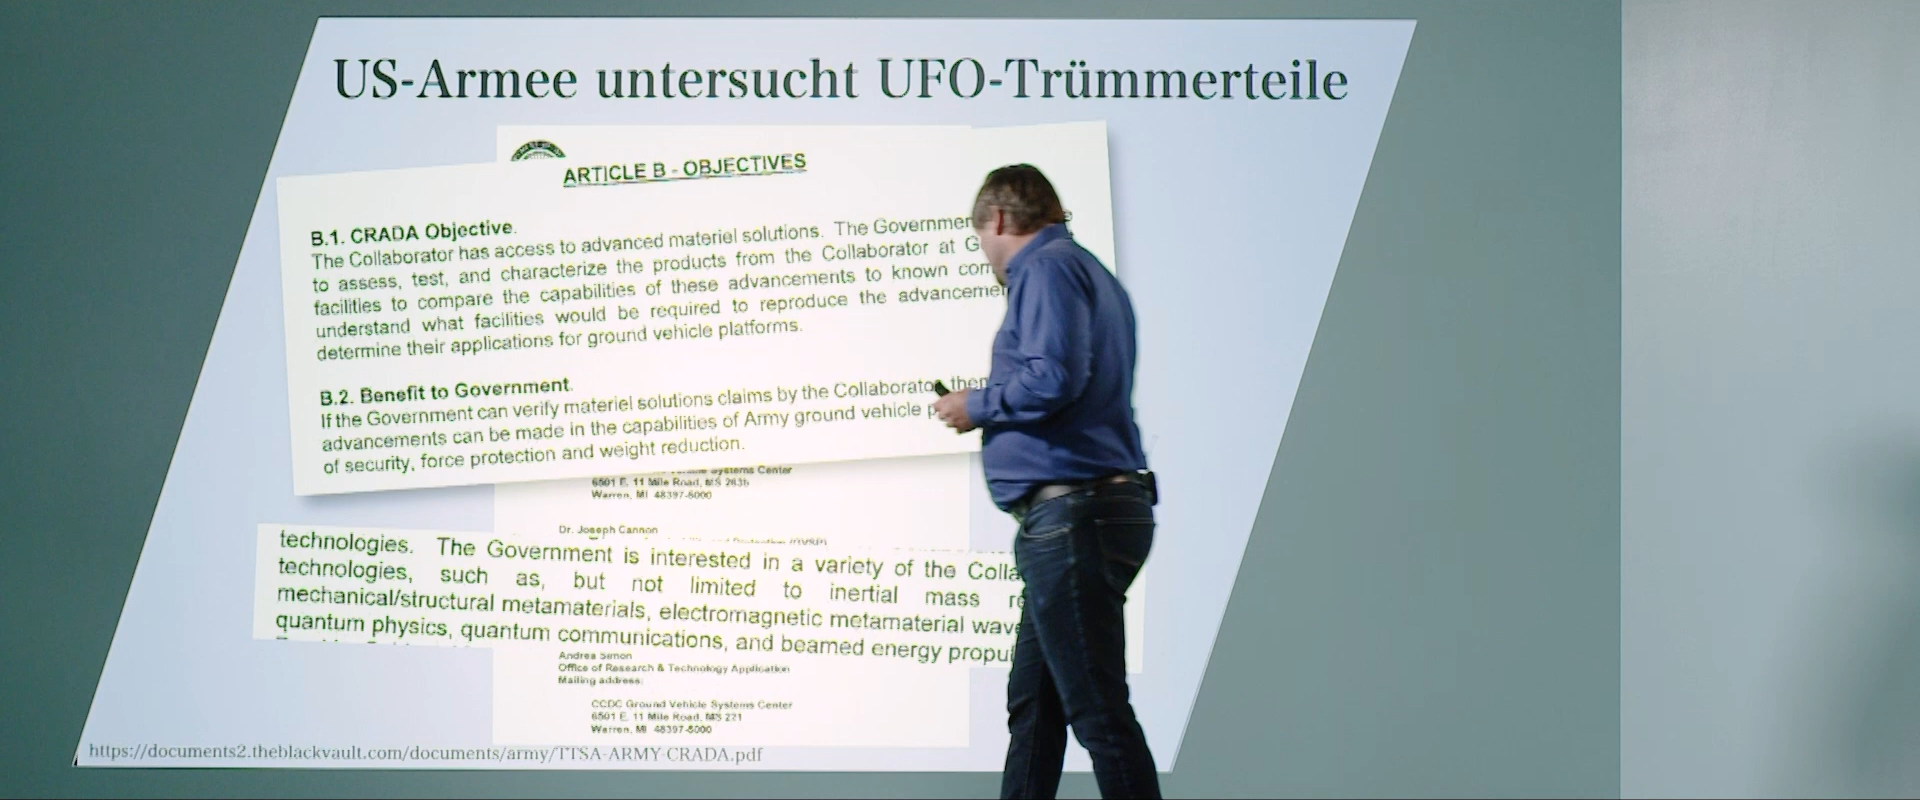 US-Armee untersucht UFO-Trümmerteile
ARTICLE B - OBJECTIVES
B.1. CRADA Objective.
The Collaborator has access to advanced materiel solutions. The
to assess, test, and characterize the products from the Collaborator at
facilities to compare the capabilities of these advancements to known
understand what facilities would be required to reproduce the
determine their applications for ground vehicle platforms.
B.2. Benefit to Government.
If the Government can verify materiel solutions claims by the Collaborator, then
advancements can be made in the capabilities of Army ground vehicle
of security, force protection and weight reduction.
Systems Center
6501 E. 11 Mile Road, MS 263b
Warren, MI 48397-5000
Dr. Joseph Cannon
technologies. The Government is interested in a variety of the
technologies, such as, but not limited to inertial mass
mechanical/structural metamaterials, electromagnetic metamaterial
quantum physics, quantum communications, and beamed energy
Andrea Simon
Office of Research & Technology Application
Mailing address:
CCDC Ground Vehicle Systems Center
6501 E. 11 Mile Road, MS 271
Warren, MI 48397-5000
https://documents2.theblackvault.com/documents/army/TTSA-ARMY-CRADA.pdf